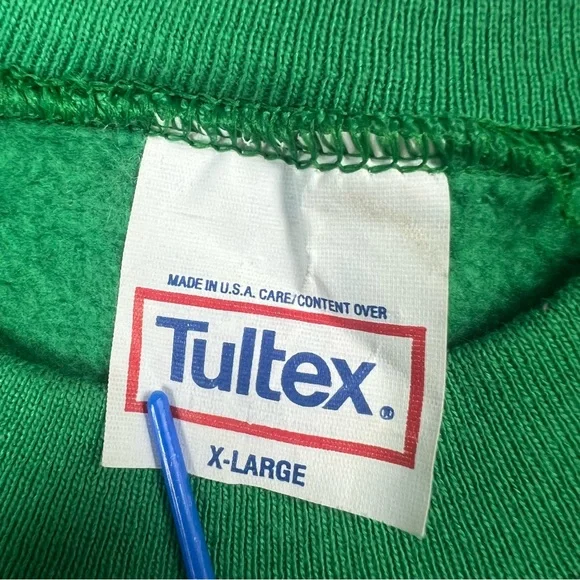 MADE IN U.S.A. CARE/CONTENT OVER
Tultex®
X-LARGE